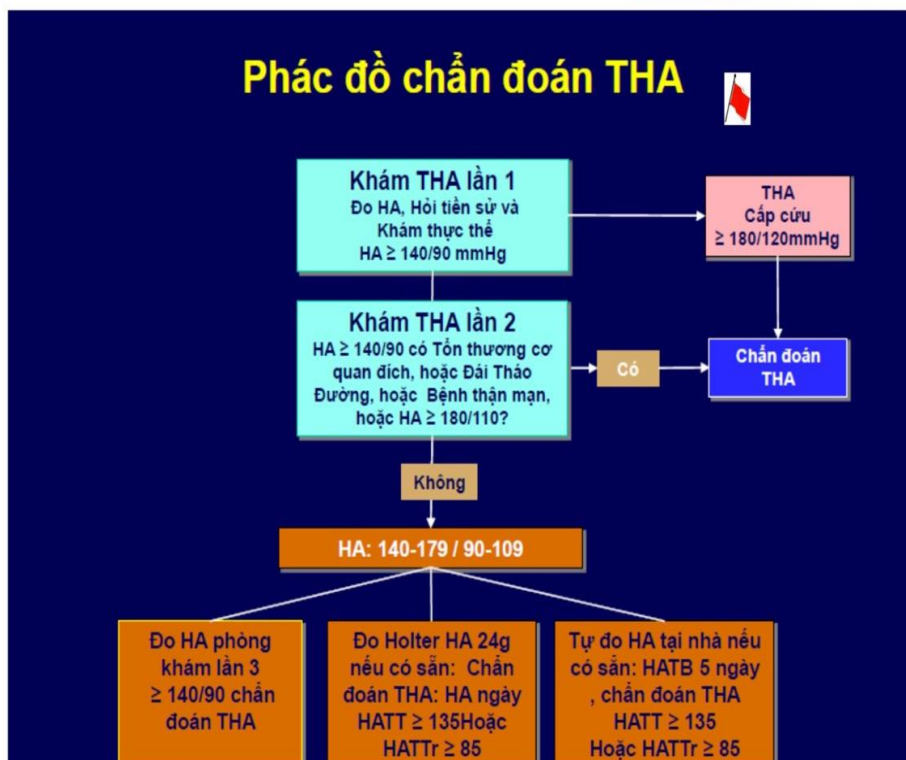 Phác đồ chẩn đoán THA
Khám THA lần 1
Đo HA, Hỏi tiền sử và
Khám thực thể
HA ≥ 140/90 mmHg
THA
Cấp cứu
≥ 180/120mmHg
Khám THA lần 2
HA ≥ 140/90 có Tổn thương cơ
quan đích, hoặc Đái Tháo
Đường, hoặc Bệnh thận mạn,
hoặc HA ≥ 180/110?
Có
Chẩn đoán
THA
Không
HA: 140-179 / 90-109
Đo HA phòng
khám lần 3
≥ 140/90 chẩn
đoán THA
Đo Holter HA 24g
nếu có sẵn: Chẩn
đoán THA: HA ngày
HATT ≥ 135Hoặc
HATTr ≥ 85
Tự đo HA tại nhà nếu
có sẵn: HATB 5 ngày
, chẩn đoán THA
HATT ≥ 135
Hoặc HATTr ≥ 85